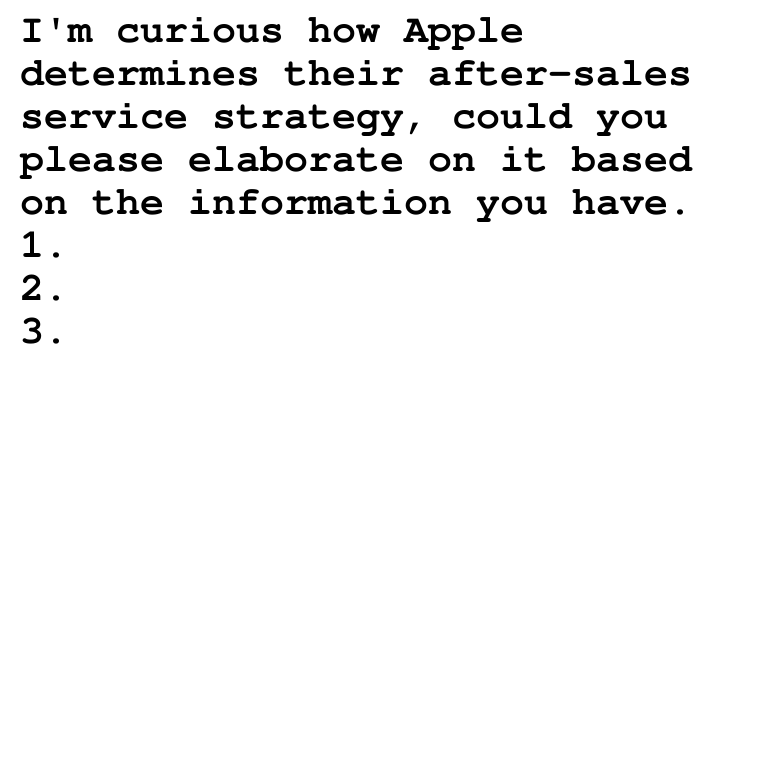 I'm curious how Apple
determines their after-sales
service strategy, could you
please elaborate on it based
on the information you have.
1.
2.
3.